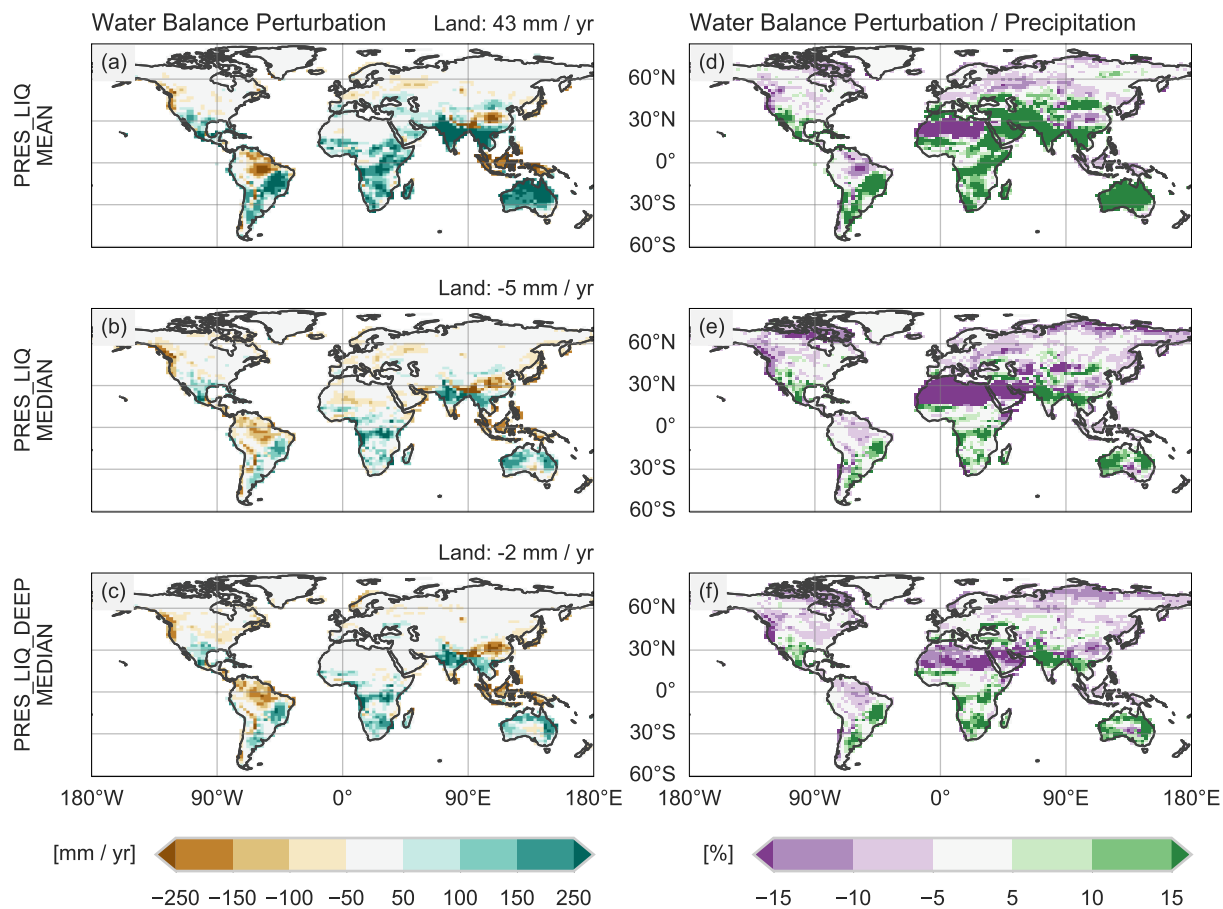 Water Balance Perturbation Land: 43 mm / yr Water Balance Perturbation / Precipitation
PRES_LIQ
MEAN
(a)
(d)
60°N
30°N
0°
30°S
60°S
Land: -5 mm / yr
PRES_LIQ
MEDIAN
(b)
(e)
60°N
30°N
0°
30°S
60°S
Land: -2 mm / yr
PRES_LIQ_DEEP
MEDIAN
(c)
(f)
60°N
30°N
0°
30°S
60°S
180°W 90°W 0° 90°E 180°E 90°W 0° 90°E 180°E
[mm / yr]
−250 −150 −100 −50 50 100 150 250
[%]
−15 −10 −5 5 10 15